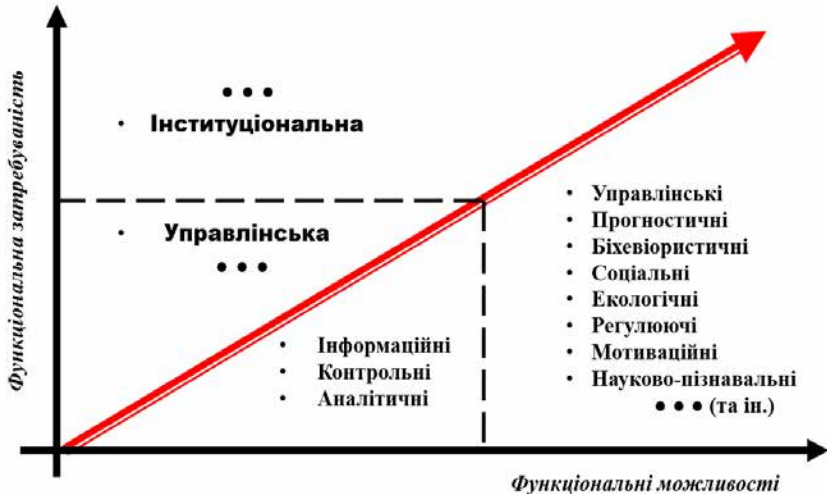 Функціональна затребуваність
• • •
• Інституціональна
• Управлінська
• • •
• Інформаційні
• Контрольні
• Аналітичні
• Управлінські
• Прогностичні
• Біхевіористичні
• Соціальні
• Екологічні
• Регулюючі
• Мотиваційні
• Науково-пізнавальні
• • • (та ін.)
Функціональні можливості